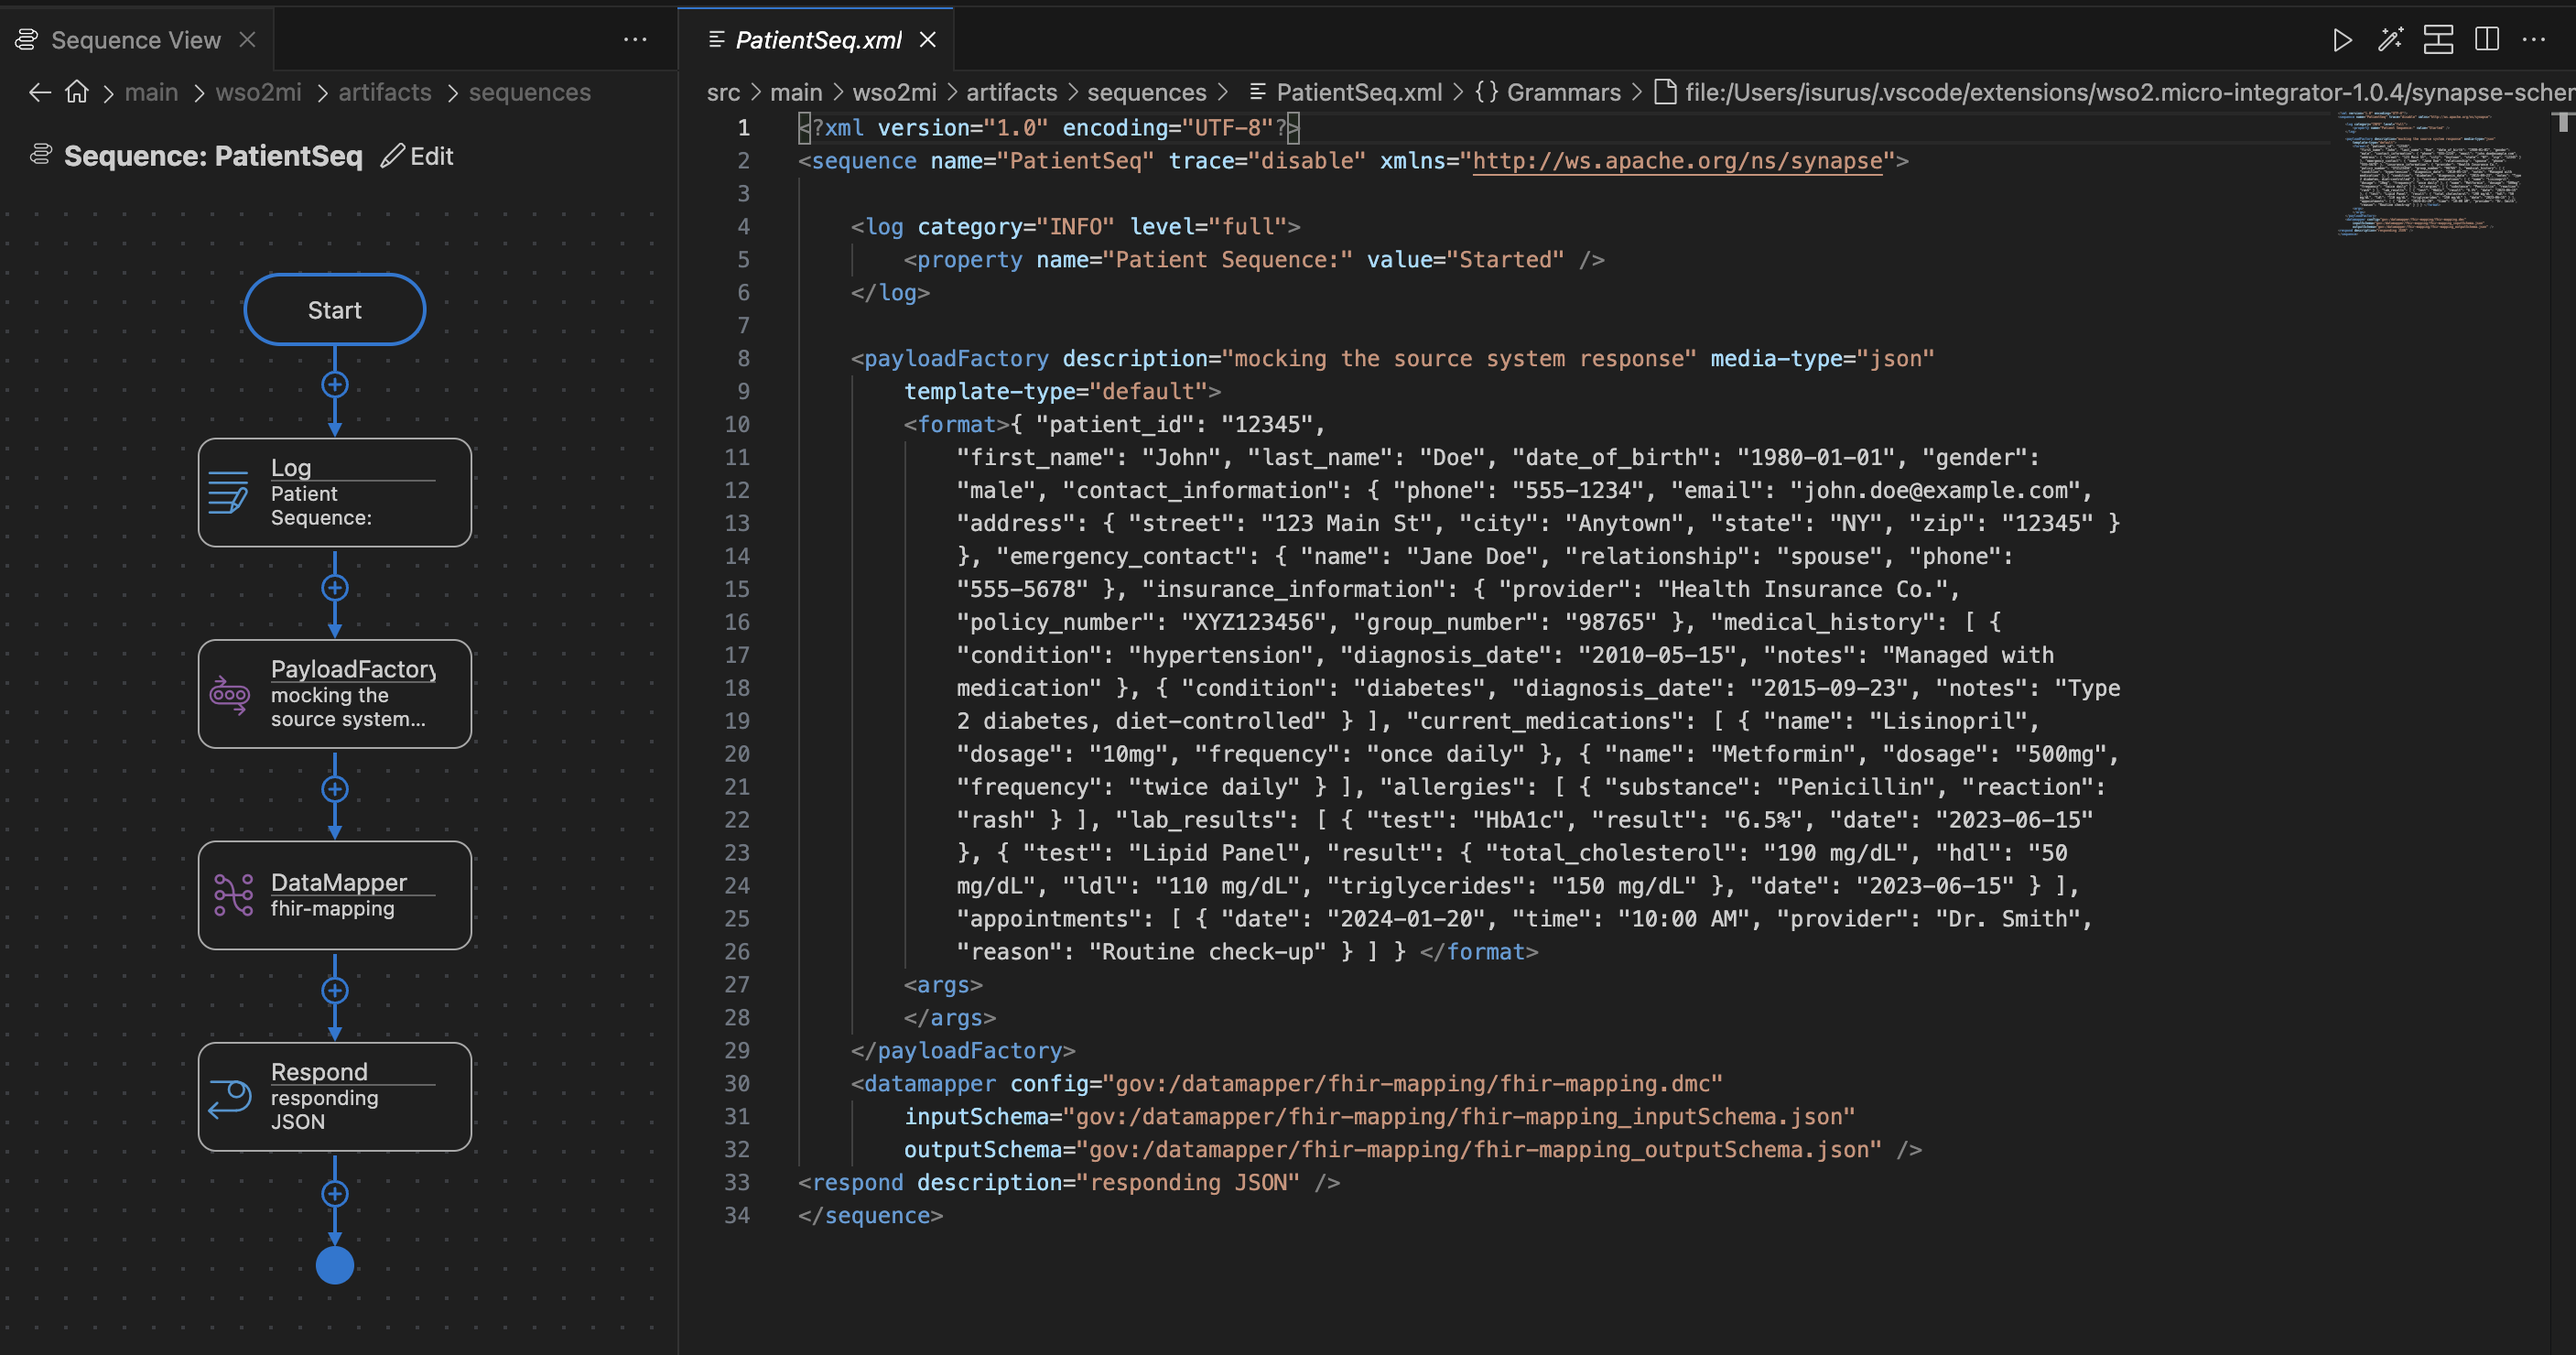 Sequence View
main > wso2mi > artifacts > sequences
Sequence: PatientSeq Edit
Start
Log
Patient
Sequence:
PayloadFactory
mocking the
source system...
DataMapper
fhir-mapping
Respond
responding
JSON
PatientSeq.xml
src > main > wso2mi > artifacts > sequences > PatientSeq.xml > {} Grammars > file:/Users/isurus/.vscode/extensions/wso2.micro-integrator-1.0.4/synapse-schem
1 <?xml version="1.0" encoding="UTF-8"?>
2 <sequence name="PatientSeq" trace="disable" xmlns="http://ws.apache.org/ns/synapse">
3
4 <log category="INFO" level="full">
5 <property name="Patient Sequence:" value="Started" />
6 </log>
7
8 <payloadFactory description="mocking the source system response" media-type="json"
9 template-type="default">
10 <format>{ "patient_id": "12345",
11 "first_name": "John", "last_name": "Doe", "date_of_birth": "1980-01-01", "gender":
12 "male", "contact_information": { "phone": "555-1234", "email": "john.doe@example.com",
13 "address": { "street": "123 Main St", "city": "Anytown", "state": "NY", "zip": "12345" }
14 }, "emergency_contact": { "name": "Jane Doe", "relationship": "spouse", "phone":
15 "555-5678" }, "insurance_information": { "provider": "Health Insurance Co.",
16 "policy_number": "XYZ123456", "group_number": "98765" }, "medical_history": [ {
17 "condition": "hypertension", "diagnosis_date": "2010-05-15", "notes": "Managed with
18 medication" }, { "condition": "diabetes", "diagnosis_date": "2015-09-23", "notes": "Type
19 2 diabetes, diet-controlled" } ], "current_medications": [ { "name": "Lisinopril",
20 "dosage": "10mg", "frequency": "once daily" }, { "name": "Metformin", "dosage": "500mg",
21 "frequency": "twice daily" } ], "allergies": [ { "substance": "Penicillin", "reaction":
22 "rash" } ], "lab_results": [ { "test": "HbA1c", "result": "6.5%", "date": "2023-06-15"
23 }, { "test": "Lipid Panel", "result": { "total_cholesterol": "190 mg/dL", "hdl": "50
24 mg/dL", "ldl": "110 mg/dL", "triglycerides": "150 mg/dL" }, "date": "2023-06-15" } ],
25 "appointments": [ { "date": "2024-01-20", "time": "10:00 AM", "provider": "Dr. Smith",
26 "reason": "Routine check-up" } ] } </format>
27 <args>
28 </args>
29 </payloadFactory>
30 <datamapper config="gov:/datamapper/fhir-mapping/fhir-mapping.dmc"
31 inputSchema="gov:/datamapper/fhir-mapping/fhir-mapping_inputSchema.json"
32 outputSchema="gov:/datamapper/fhir-mapping/fhir-mapping_outputSchema.json" />
33 <respond description="responding JSON" />
34 </sequence>